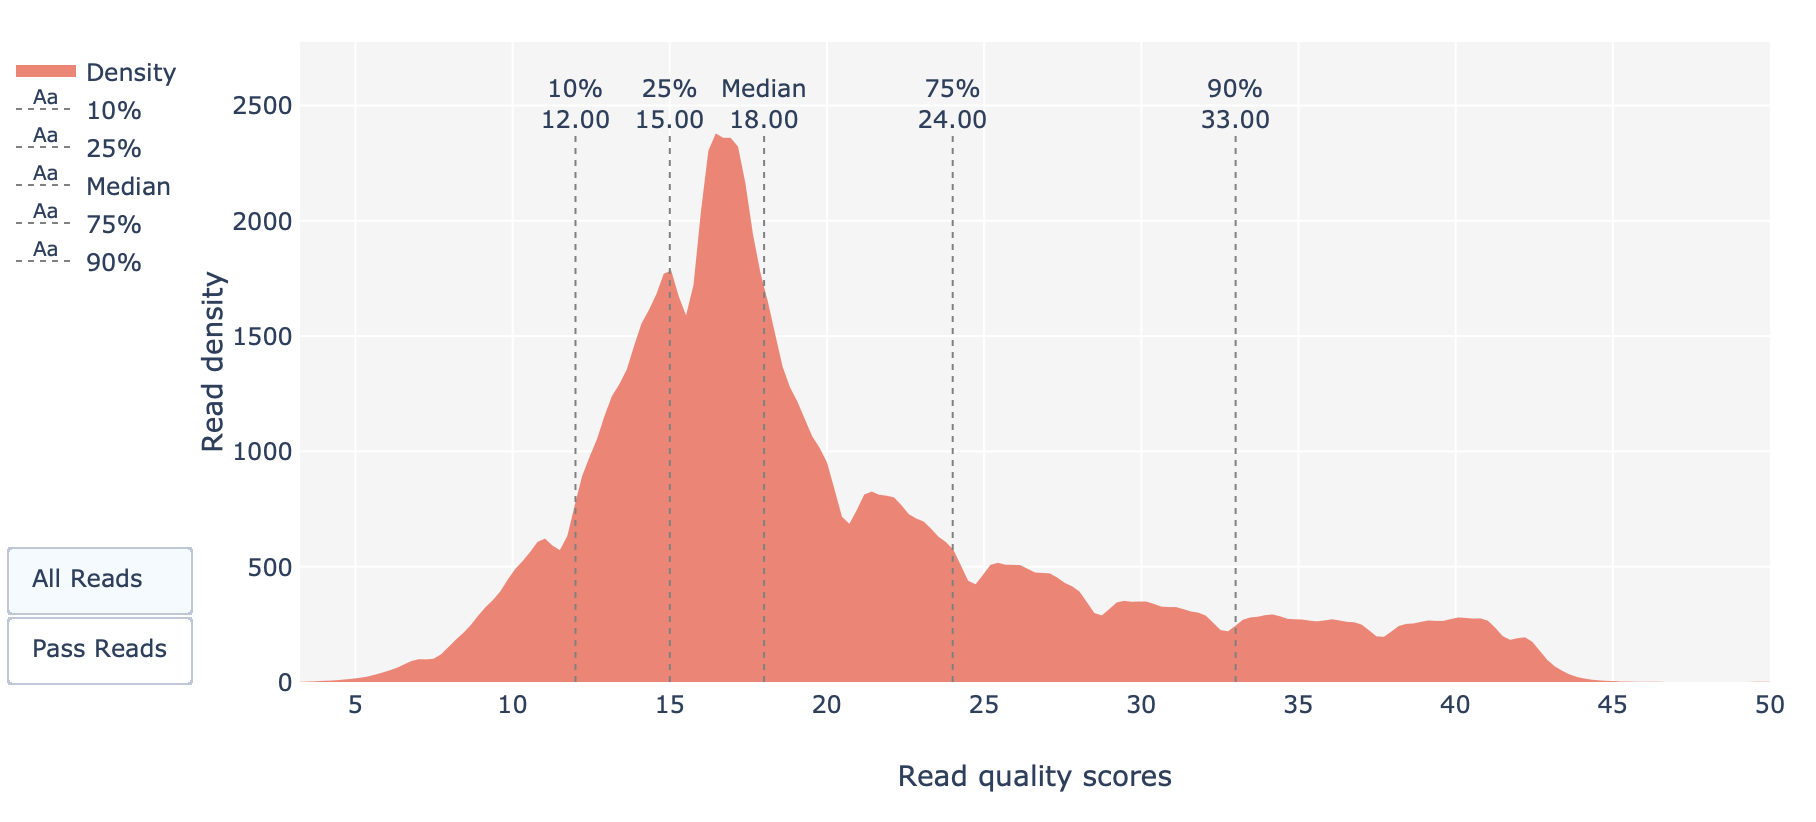 Density
Aa
10%
Aa
25%
Aa
Median
Aa
75%
Aa
90%
All Reads
Pass Reads
10% 25% Median 75% 90%
12.00 15.00 18.00 24.00 33.00
Read density
2500
2000
1500
1000
500
0
5 10 15 20 25 30 35 40 45 50
Read quality scores